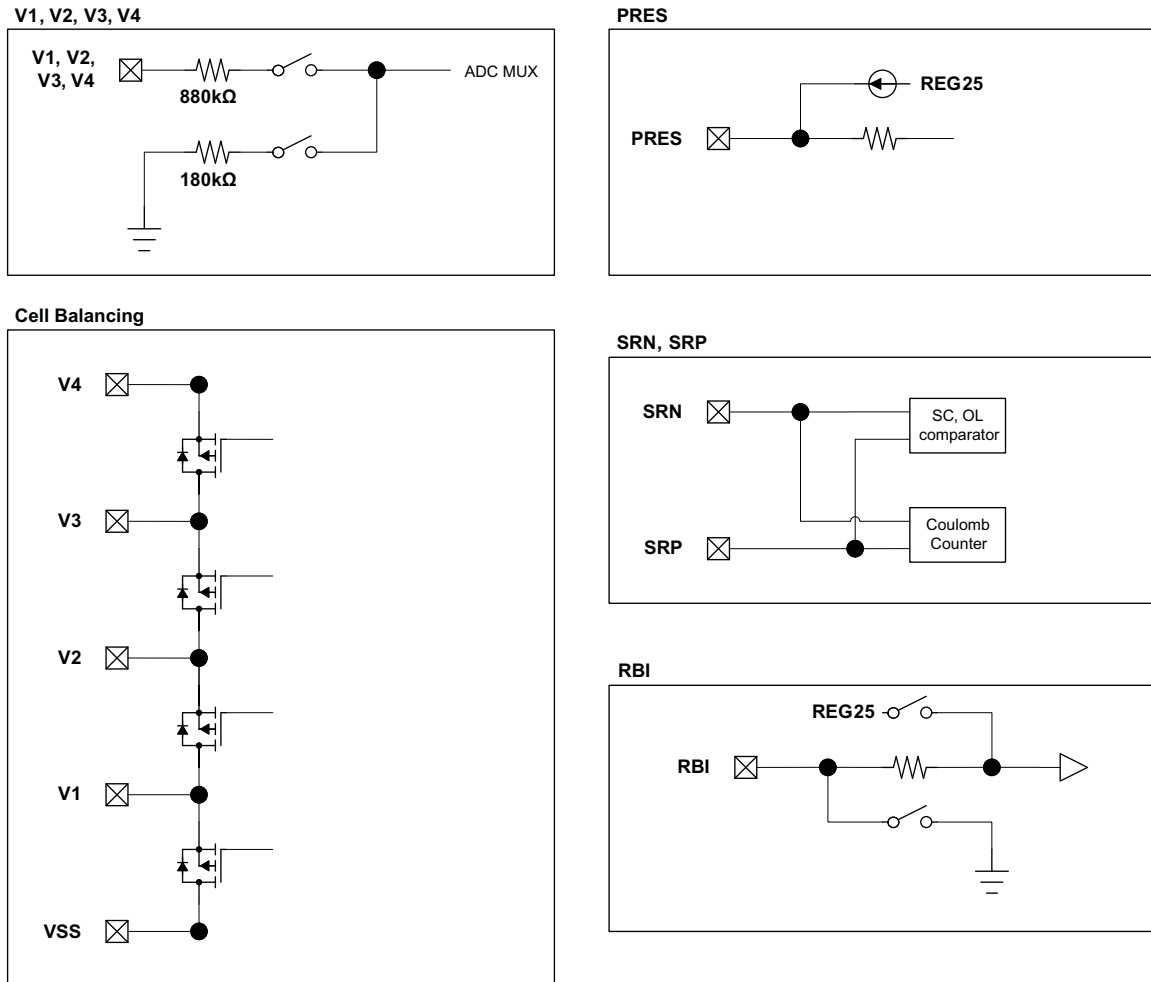 V1, V2, V3, V4
V1, V2,
V3, V4
880kΩ
ADC MUX
180kΩ
PRES
REG25
PRES
Cell Balancing
V4
V3
V2
V1
VSS
SRN, SRP
SRN
SC, OL
comparator
SRP
Coulomb
Counter
RBI
REG25
RBI